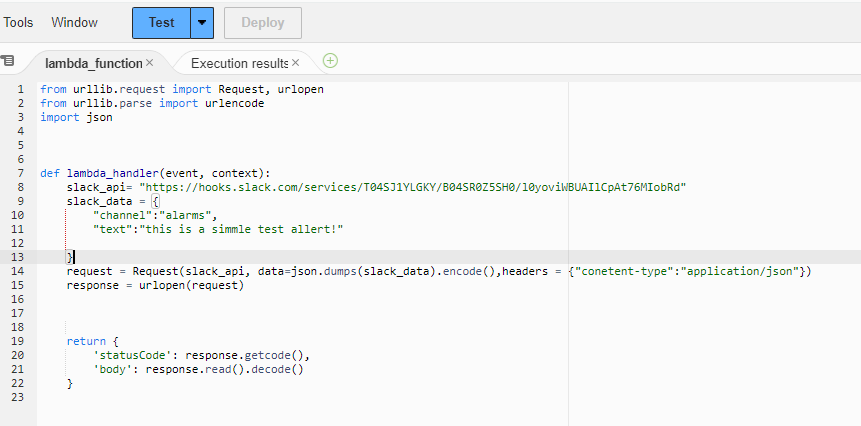 Tools Window Test Deploy
lambda_function × Execution results ×
1 from urllib.request import Request, urlopen
2 from urllib.parse import urlencode
3 import json
4
5
6
7 def lambda_handler(event, context):
8 slack_api= "https://hooks.slack.com/services/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"
9 slack_data = {
10 "channel":"alarms",
11 "text":"this is a simmle test allert!"
12
13 }
14 request = Request(slack_api, data=json.dumps(slack_data).encode(),headers = {"conetent-type":"application/json"})
15 response = urlopen(request)
16
17
18
19 return {
20 'statusCode': response.getcode(),
21 'body': response.read().decode()
22 }
23